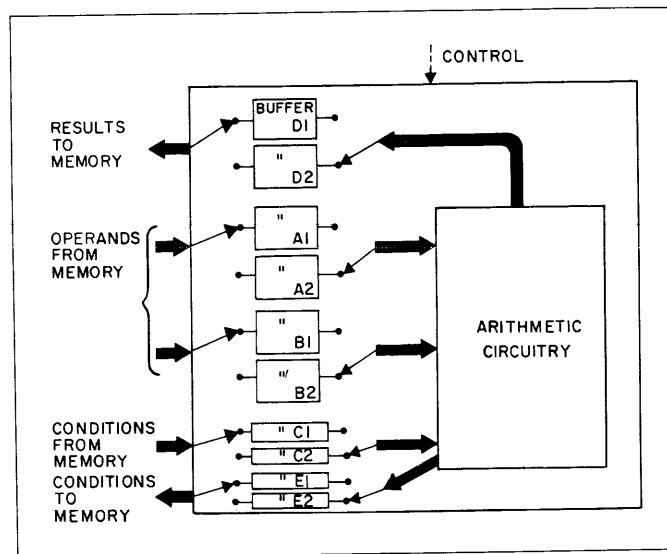 CONTROL
BUFFER
D1
RESULTS
TO
MEMORY
"
D2
"
A1
OPERANDS
FROM
MEMORY
"
A2
"
B1
ARITHMETIC
CIRCUITRY
"
B2
CONDITIONS
FROM
MEMORY
" C1
" C2
CONDITIONS
TO
MEMORY
" E1
" E2